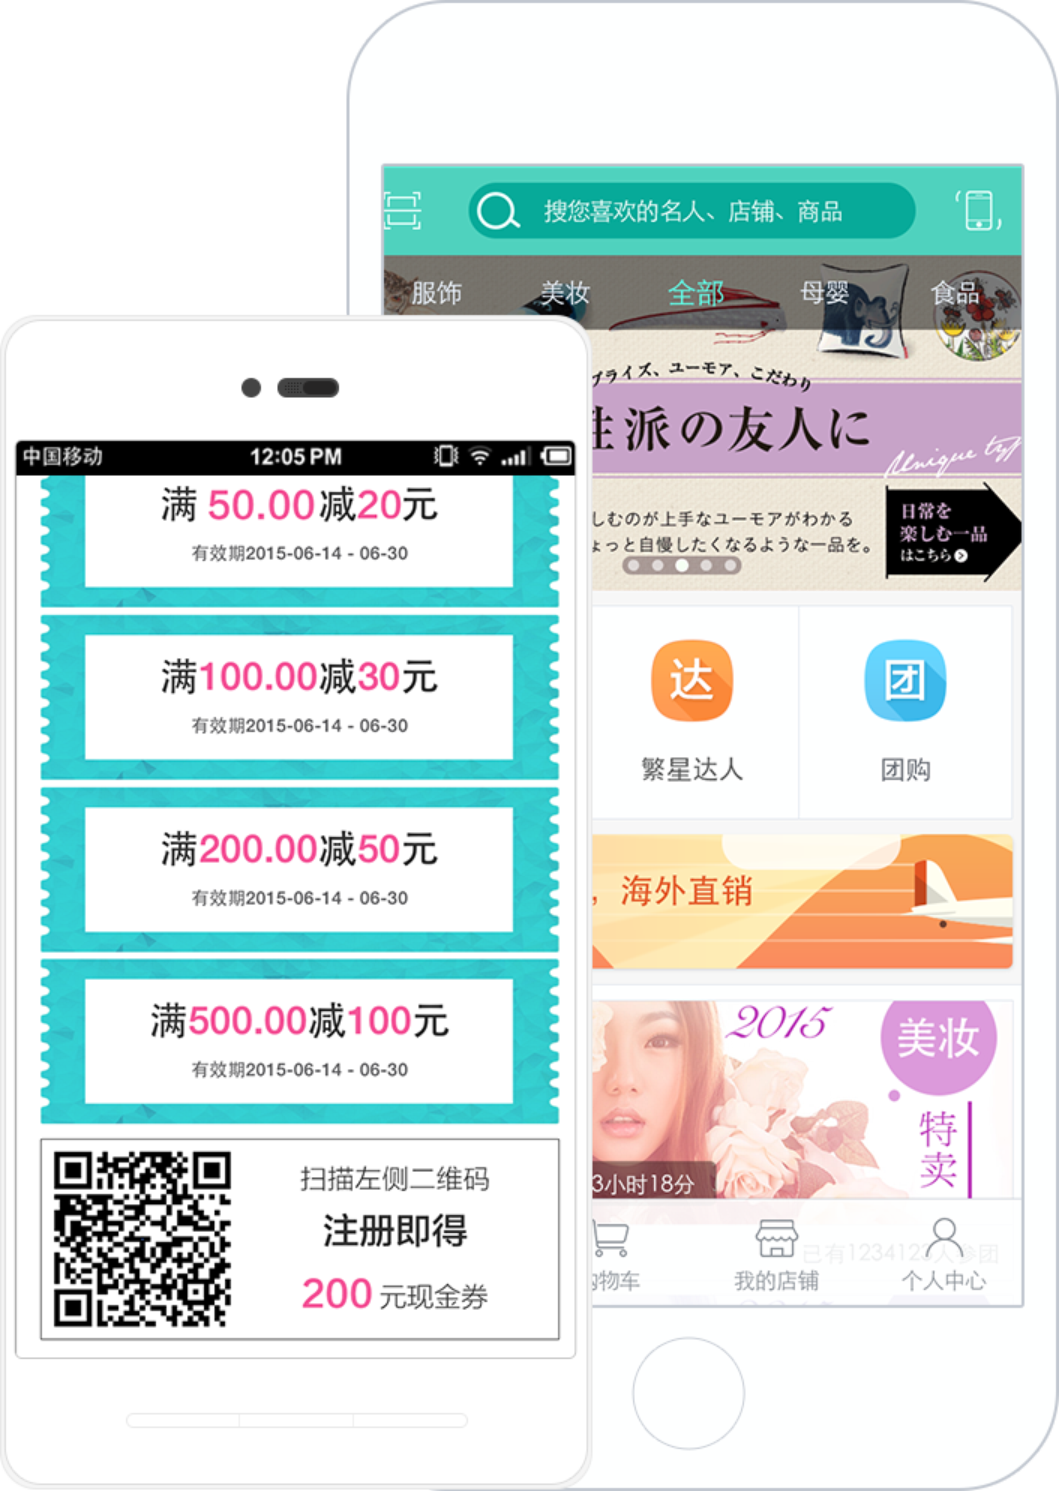 搜您喜欢的名人、店铺、商品
服饰 美妆 全部 母婴 食品
プライズ、ユーモア、こだわり
性派の友人に
Unique
しむのが上手なユーモアがわかる
ょっと自慢したくなるような一品を。
日常を
楽しむ一品
はこちら
达 团
繁星达人 团购
，海外直销
2015
美妆
特卖
3小时18分
已有1234123人参团
购物车 我的店铺 个人中心
中国移动 12:05 PM
满 50.00减20元
有效期2015-06-14 - 06-30
满100.00减30元
有效期2015-06-14 - 06-30
满200.00减50元
有效期2015-06-14 - 06-30
满500.00减100元
有效期2015-06-14 - 06-30
扫描左侧二维码
注册即得
200 元现金券